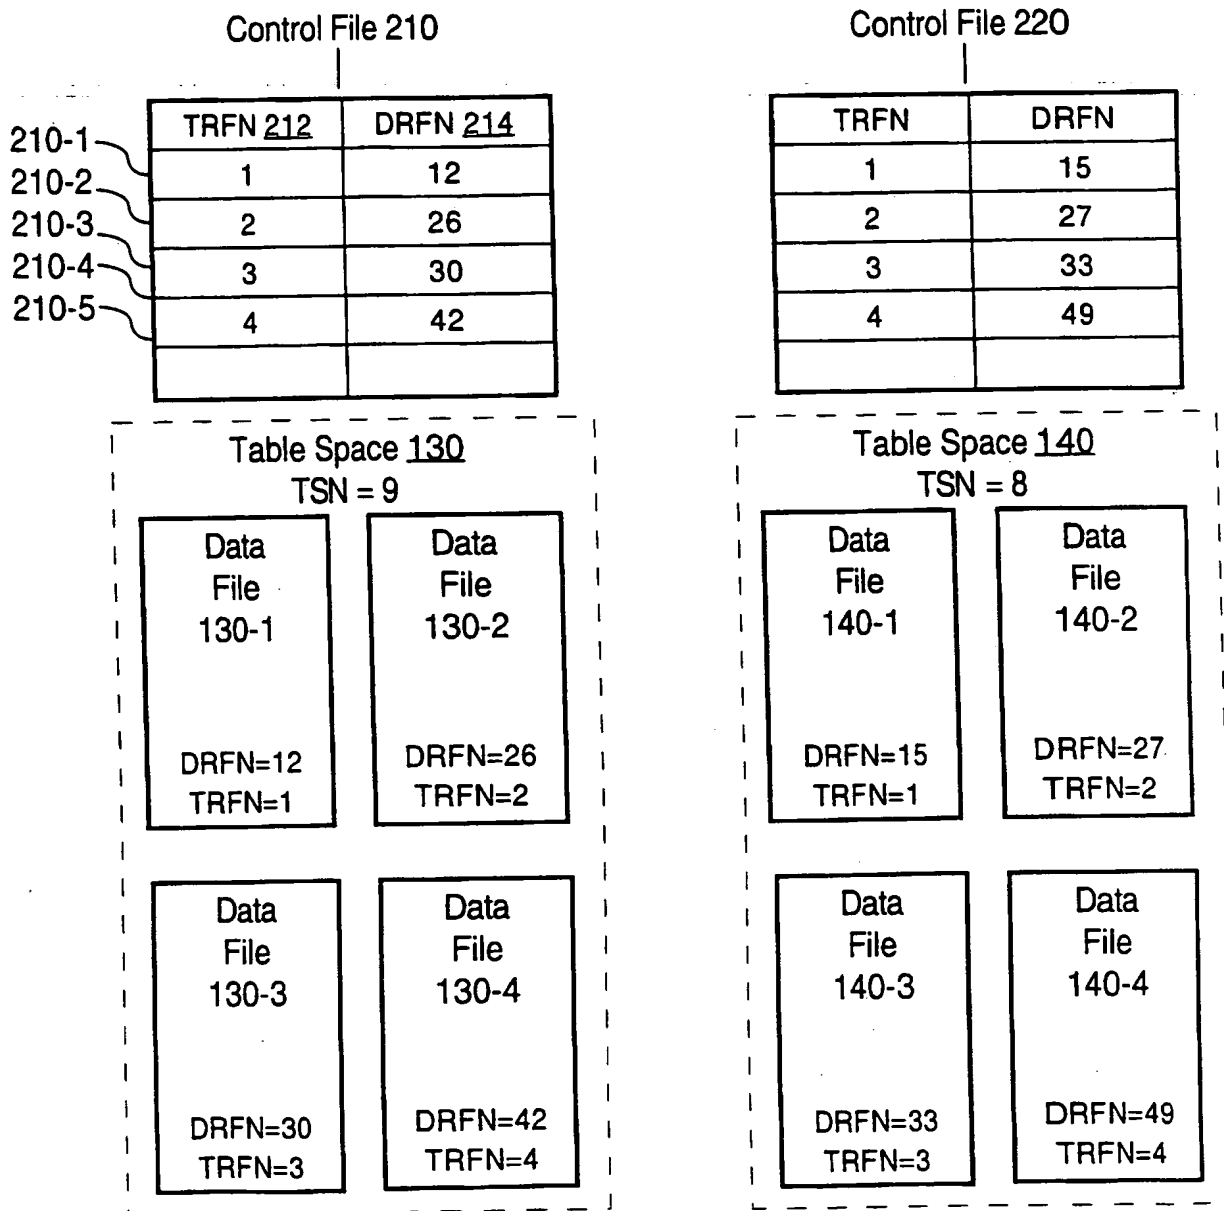 Control File 210
Control File 220
TRFN 212 DRFN 214
210-1
1 12
210-2
2 26
210-3
3 30
210-4
4 42
210-5
TRFN DRFN
1 15
2 27
3 33
4 49
Table Space 130
TSN = 9
Data
File
130-1
DRFN=12
TRFN=1
Data
File
130-2
DRFN=26
TRFN=2
Data
File
130-3
DRFN=30
TRFN=3
Data
File
130-4
DRFN=42
TRFN=4
Table Space 140
TSN = 8
Data
File
140-1
DRFN=15
TRFN=1
Data
File
140-2
DRFN=27
TRFN=2
Data
File
140-3
DRFN=33
TRFN=3
Data
File
140-4
DRFN=49
TRFN=4